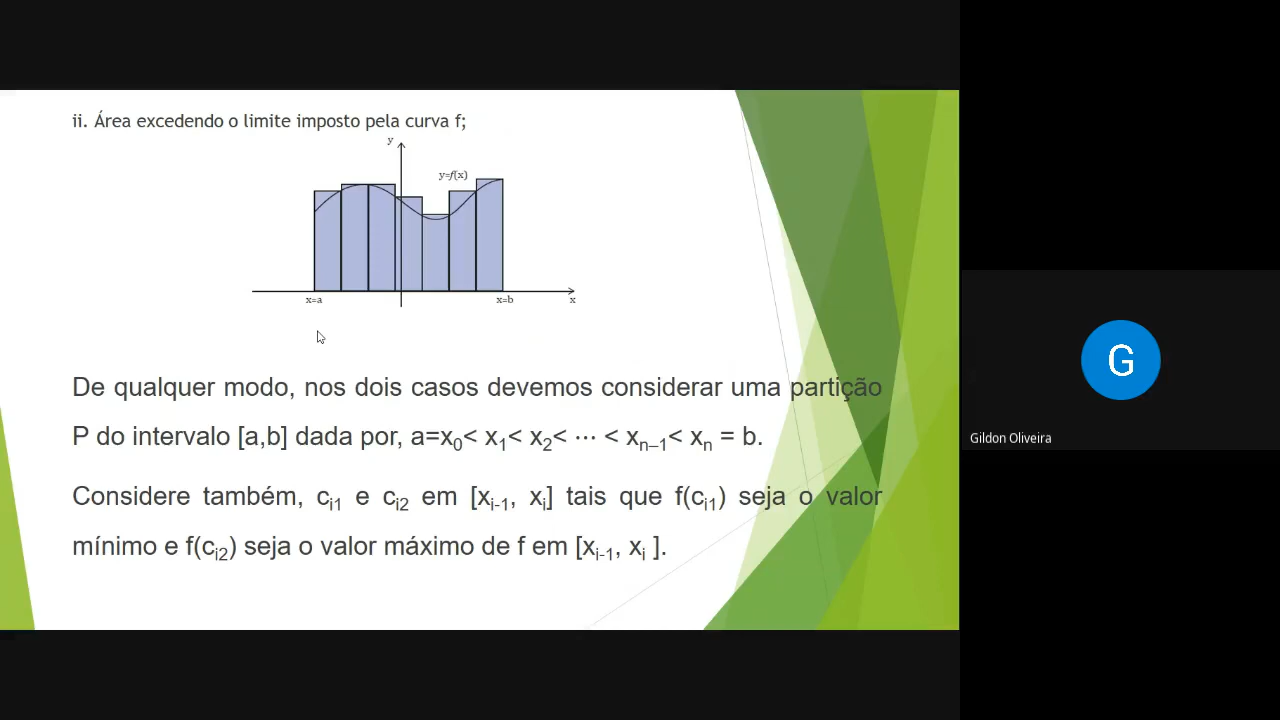 ii. Área excedendo o limite imposto pela curva f;
y
y=f(x)
x=a
x=b
x
De qualquer modo, nos dois casos devemos considerar uma partição
P do intervalo [a,b] dada por, a=x₀< x₁< x₂< ⋯ < xₙ₋₁< xₙ = b.
Considere também, cᵢ₁ e cᵢ₂ em [xᵢ₋₁, xᵢ] tais que f(cᵢ₁) seja o valor
mínimo e f(cᵢ₂) seja o valor máximo de f em [xᵢ₋₁, xᵢ ].
G
Gildon Oliveira